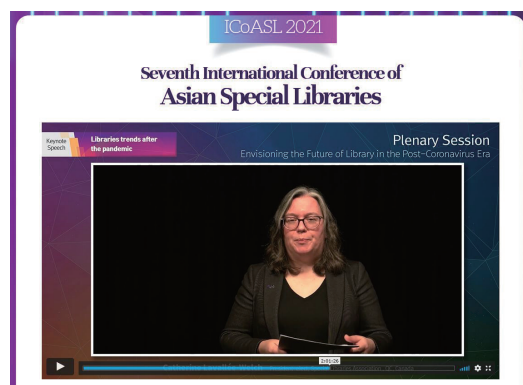 ICoASL 2021
Seventh International Conference of
Asian Special Libraries
Keynote
Speech
Libraries trends after
the pandemic
Plenary Session
Envisioning the Future of Library in the Post-Coronavirus Era
2:01:26